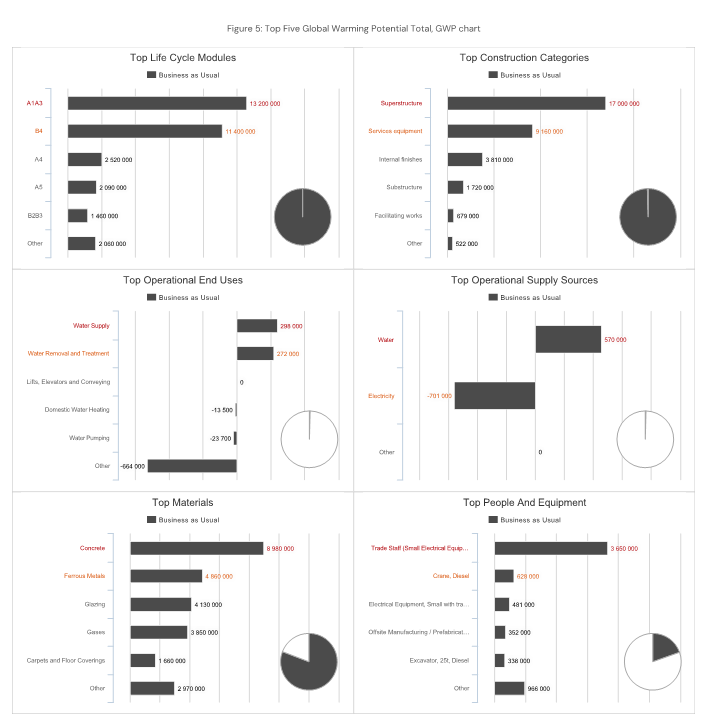 Figure 5: Top Five Global Warming Potential Total, GWP chart
Top Life Cycle Modules
Business as Usual
A1A3 13 200 000
B4 11 400 000
A4 2 520 000
A5 2 090 000
B2B3 1 460 000
Other 2 060 000
Top Construction Categories
Business as Usual
Superstructure 17 000 000
Services equipment 9 160 000
Internal finishes 3 810 000
Substructure 1 720 000
Facilitating works 679 000
Other 522 000
Top Operational End Uses
Business as Usual
Water Supply 298 000
Water Removal and Treatment 272 000
Lifts, Elevators and Conveying 0
Domestic Water Heating -13 500
Water Pumping -23 700
Other -664 000
Top Operational Supply Sources
Business as Usual
Water 570 000
Electricity -701 000
Other 0
Top Materials
Business as Usual
Concrete 8 980 000
Ferrous Metals 4 860 000
Glazing 4 130 000
Gases 3 850 000
Carpets and Floor Coverings 1 660 000
Other 2 970 000
Top People And Equipment
Business as Usual
Trade Staff (Small Electrical Equip... 3 650 000
Crane, Diesel 628 000
Electrical Equipment, Small with tra... 481 000
Offsite Manufacturing / Prefabricat... 352 000
Excavator, 25t, Diesel 338 000
Other 966 000